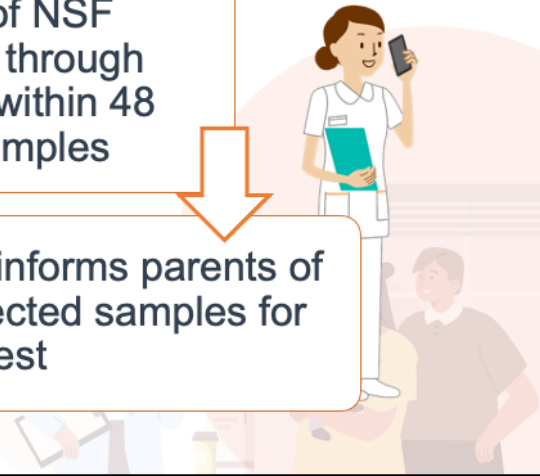 of NSF
through
within 48
mples
informs parents of
ected samples for
est